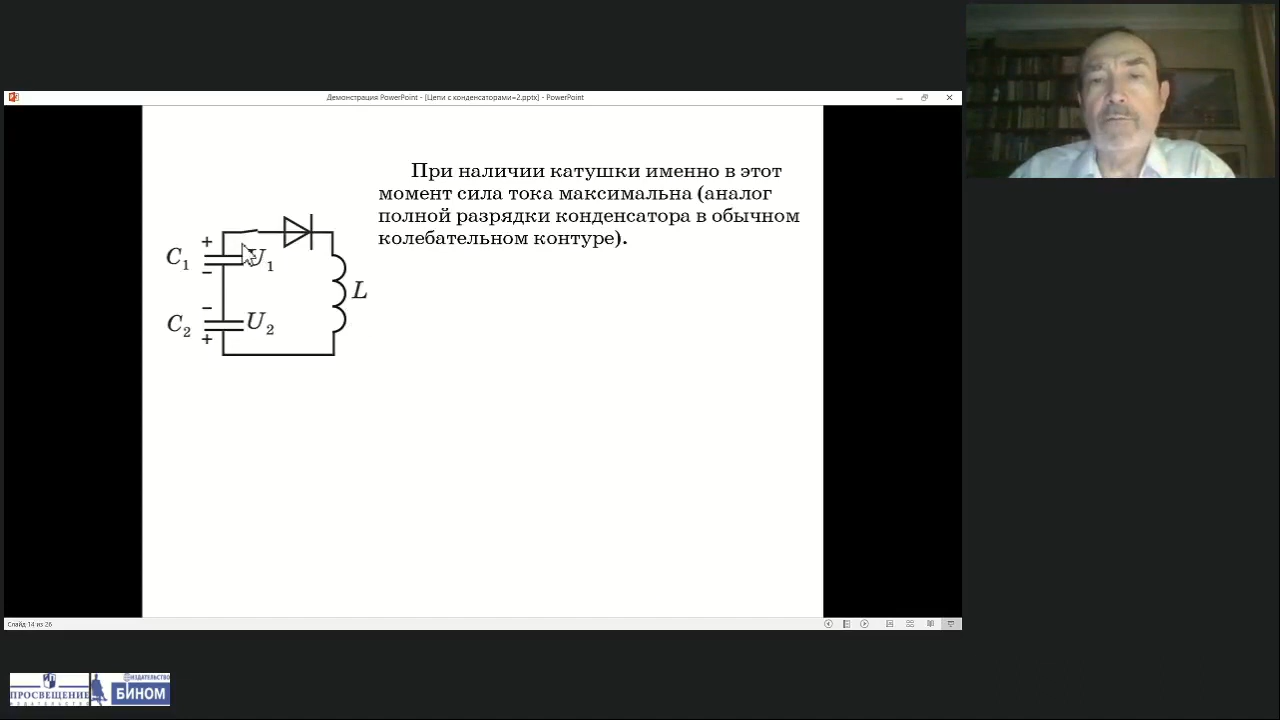 Демонстрация PowerPoint - [Цепи с конденсаторами=2.pptx] - PowerPoint
При наличии катушки именно в этот
момент сила тока максимальна (аналог
полной разрядки конденсатора в обычном
колебательном контуре).
+
C1
U1
−
L
−
C2
U2
+
Слайд 14 из 26
ПРОСВЕЩЕНИЕ
ИЗДАТЕЛЬСТВО
ИЗДАТЕЛЬСТВО
БИНОМ